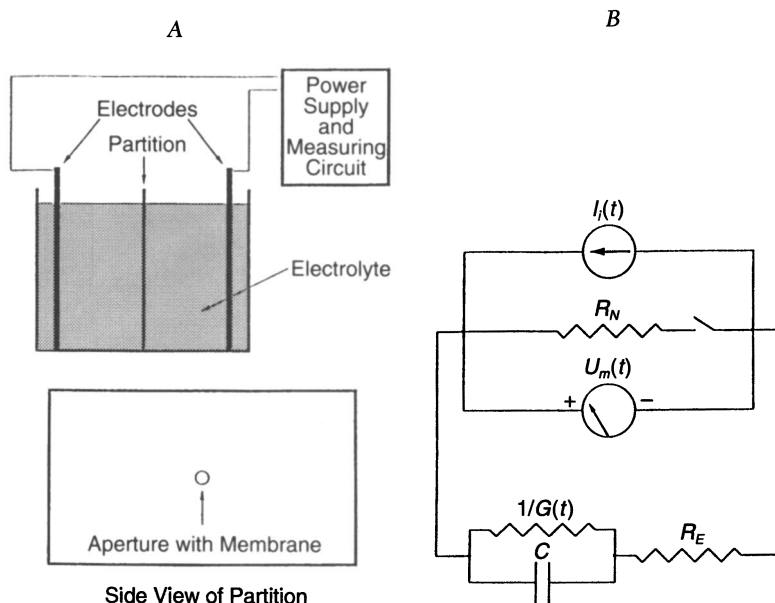 A
Power
Supply
and
Measuring
Circuit
Electrodes
Partition
Electrolyte
Aperture with Membrane
Side View of Partition
B
Iᵢ(t)
R_N
U_m(t)
+ −
1/G(t)
C
R_E